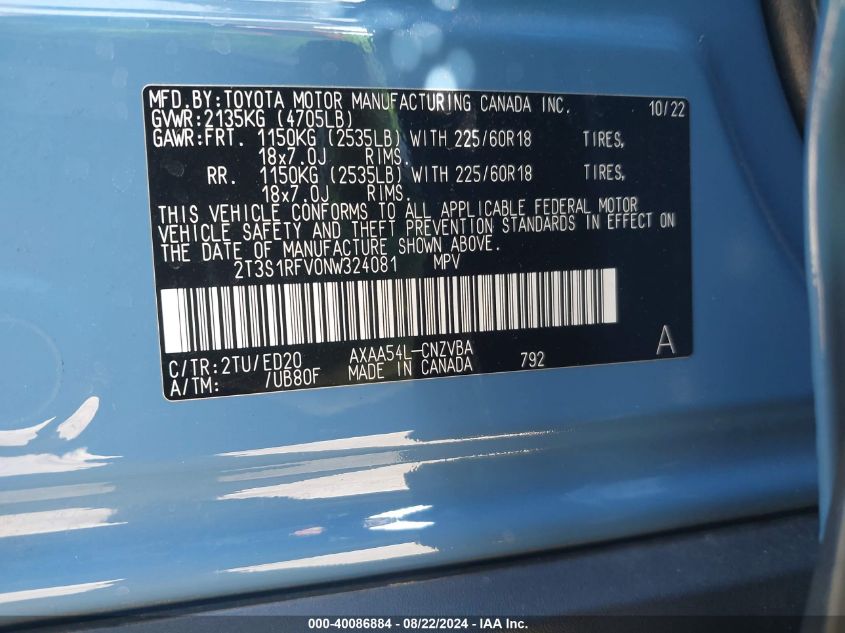 MFD. BY: TOYOTA MOTOR MANUFACTURING CANADA INC. 10/22
GVWR: 2135KG (4705LB)
GAWR: FRT. 1150KG (2535LB) WITH 225/60R18 TIRES,
18x7.0J RIMS.
RR. 1150KG (2535LB) WITH 225/60R18 TIRES,
18x7.0J RIMS.
THIS VEHICLE CONFORMS TO ALL APPLICABLE FEDERAL MOTOR
VEHICLE SAFETY AND THEFT PREVENTION STANDARDS IN EFFECT ON
THE DATE OF MANUFACTURE SHOWN ABOVE.
2T3S1RFV0NW324081 MPV
C/TR: 2TU/ED20 AXAA54L-CNZVBA
A/TM: /UB80F MADE IN CANADA 792 A
000-40086884 - 08/22/2024 - IAA Inc.